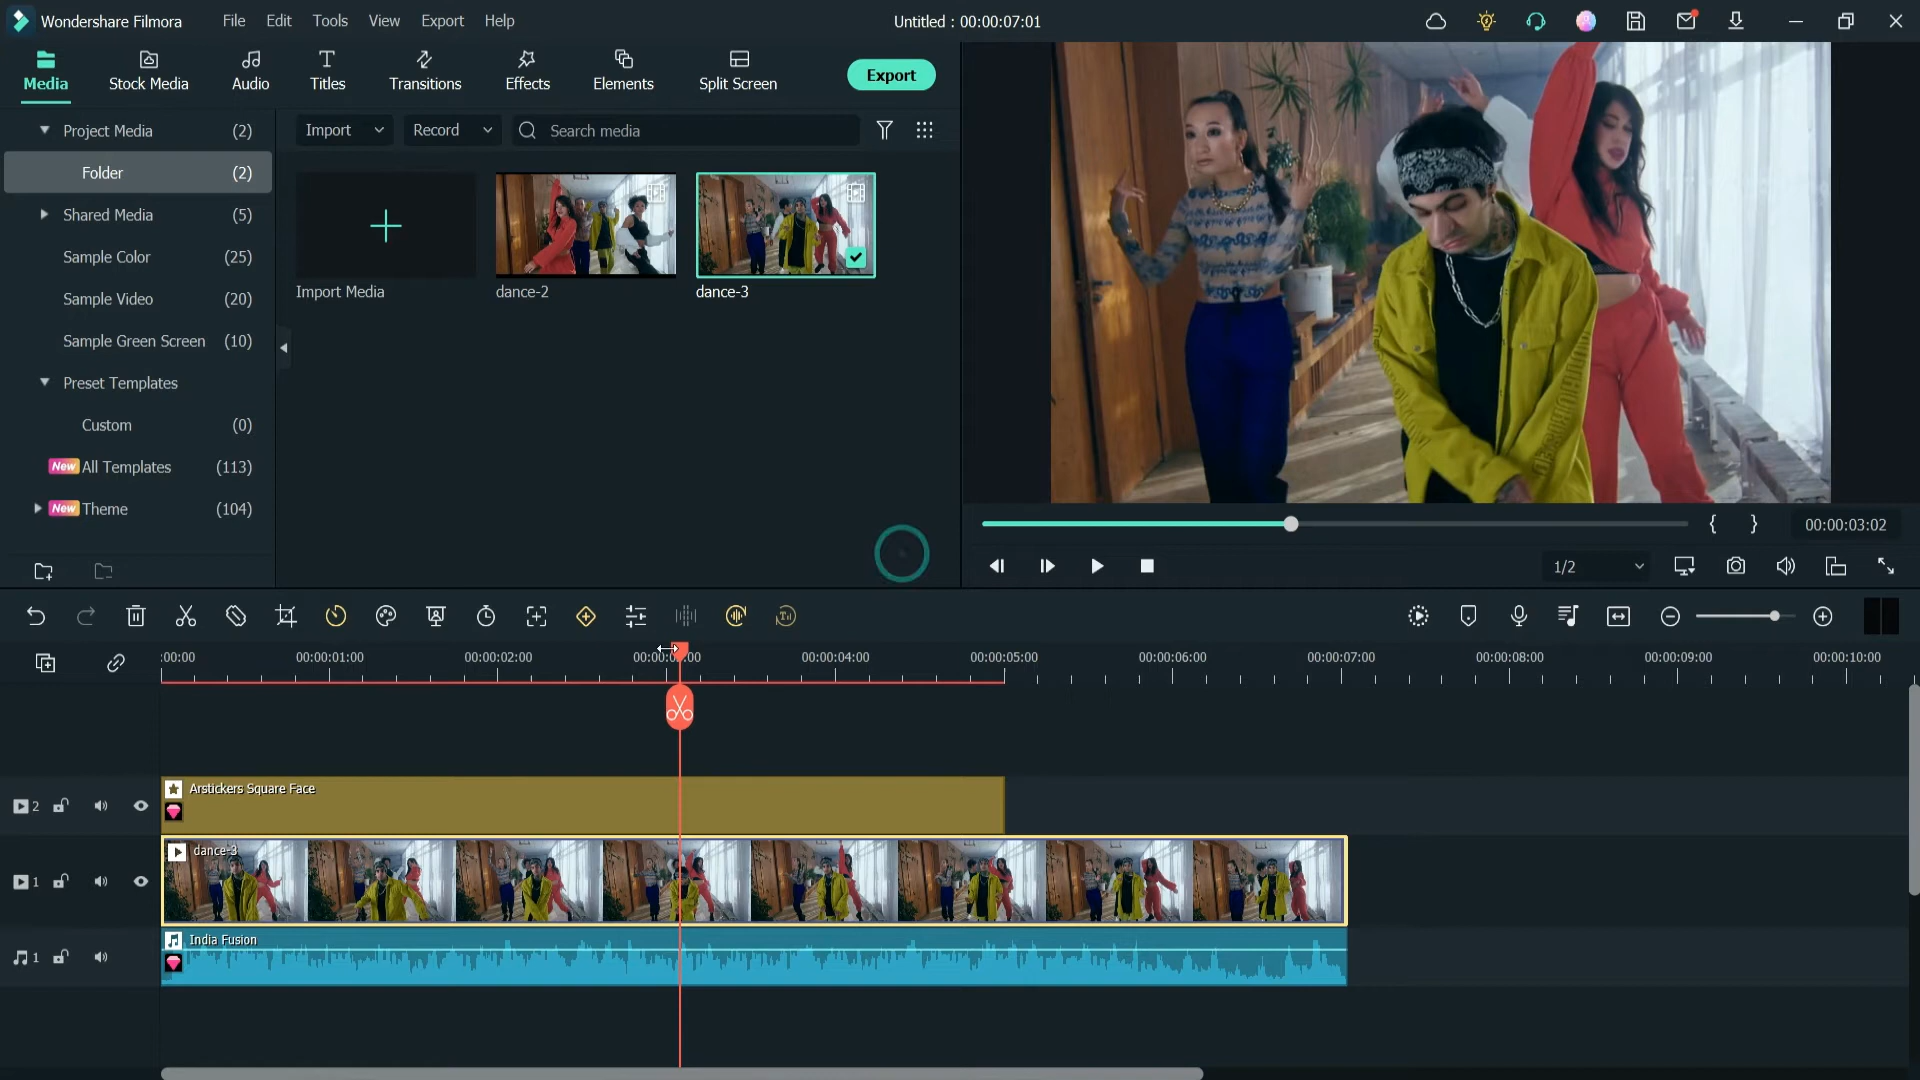 Wondershare Filmora File Edit Tools View Export Help Untitled : 00:00:07:01
Media Stock Media Audio Titles Transitions Effects Elements Split Screen Export
Project Media (2)
Folder (2)
Shared Media (5)
Sample Color (25)
Sample Video (20)
Sample Green Screen (10)
Preset Templates
Custom (0)
New All Templates (113)
New Theme (104)
Import Record Search media
Import Media dance-2 dance-3
00:00:03:02
1/2
:00:00 00:00:01:00 00:00:02:00 00:00:04:00 00:00:05:00 00:00:06:00 00:00:07:00 00:00:08:00 00:00:09:00 00:00:10:00
2 Arstickers Square Face
1 dance-3
1 India Fusion